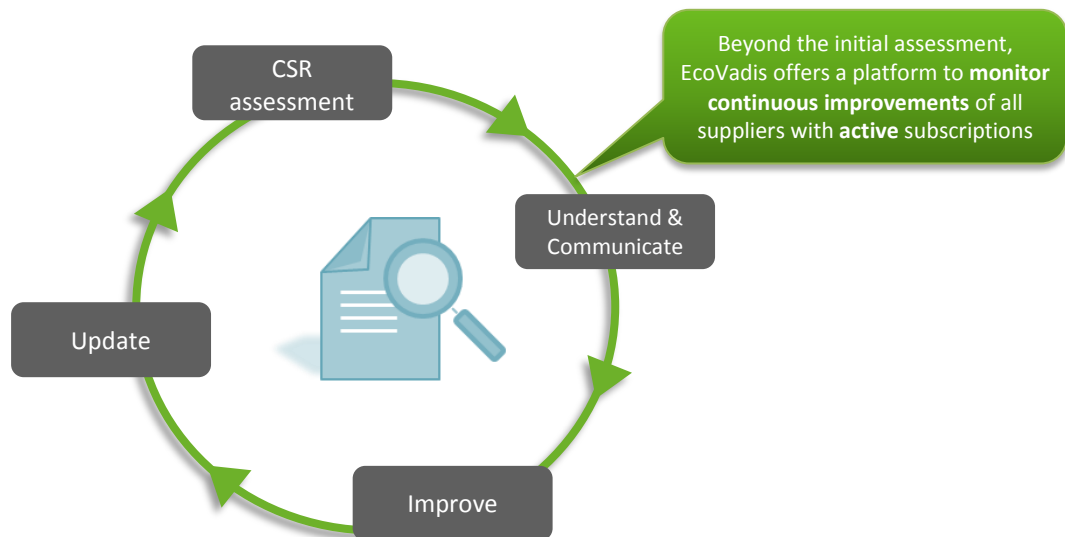 CSR
assessment
Beyond the initial assessment,
EcoVadis offers a platform to monitor
continuous improvements of all
suppliers with active subscriptions
Understand &
Communicate
Update
Improve